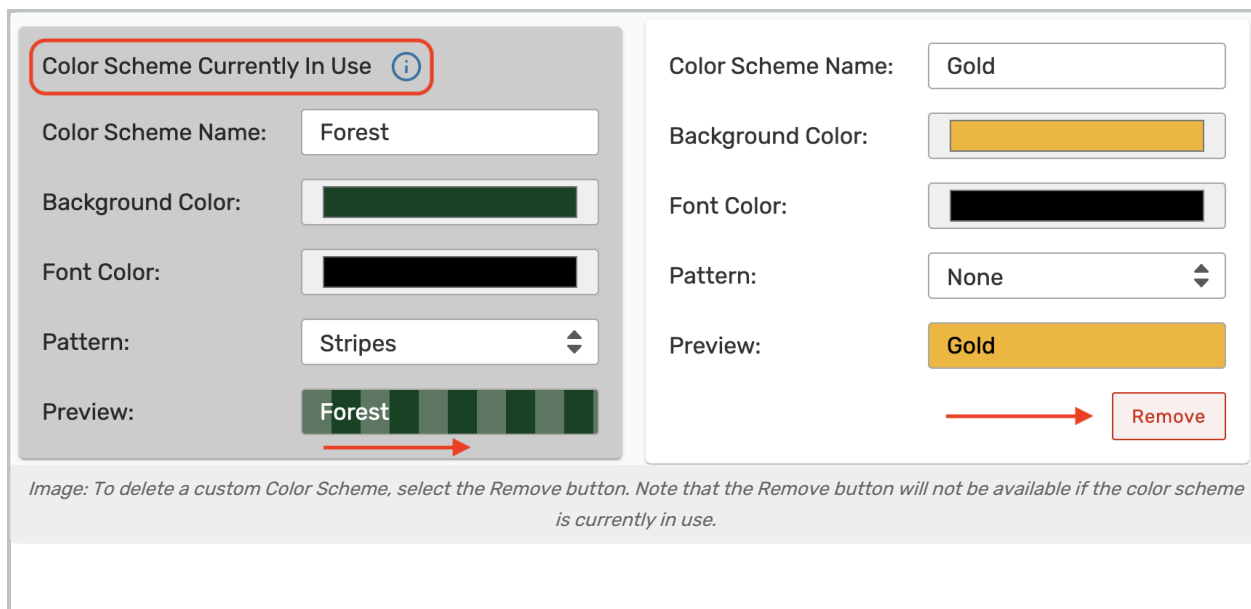 Color Scheme Currently In Use
Color Scheme Name: Forest
Background Color:
Font Color:
Pattern: Stripes
Preview: Forest
Color Scheme Name: Gold
Background Color:
Font Color:
Pattern: None
Preview: Gold
Remove
Image: To delete a custom Color Scheme, select the Remove button. Note that the Remove button will not be available if the color scheme
is currently in use.